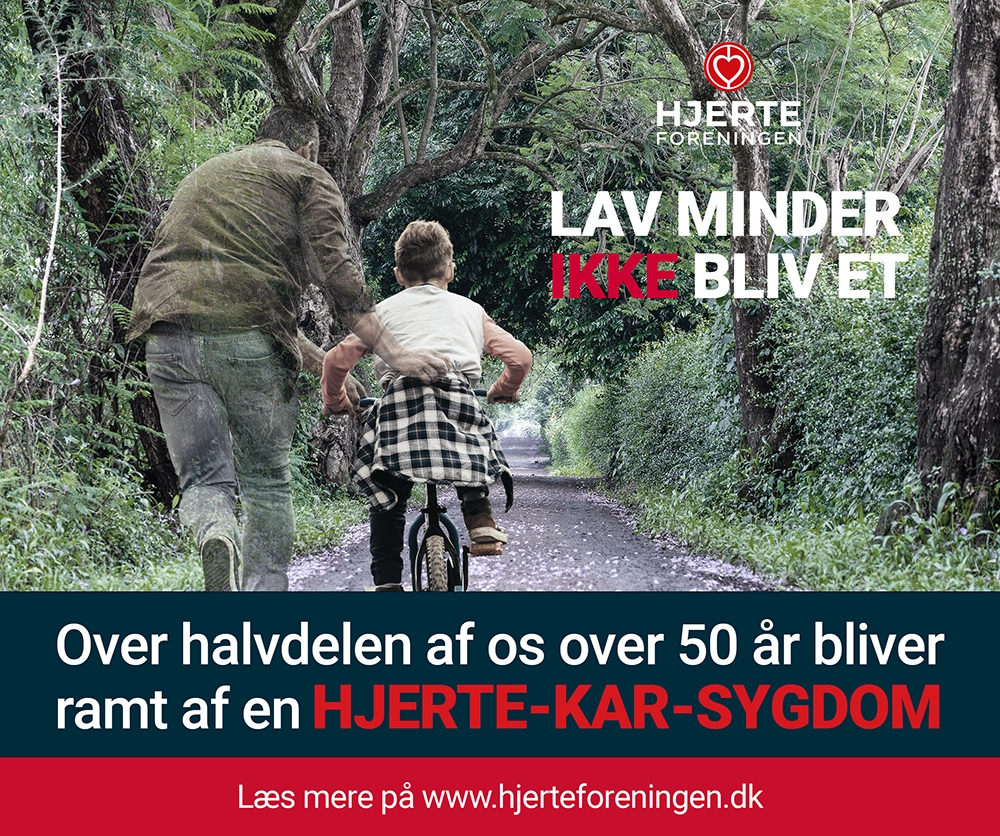 HJERTE
FORENINGEN
LAV MINDER
IKKE BLIV ET
Over halvdelen af os over 50 år bliver
ramt af en HJERTE-KAR-SYGDOM
Læs mere på www.hjerteforeningen.dk